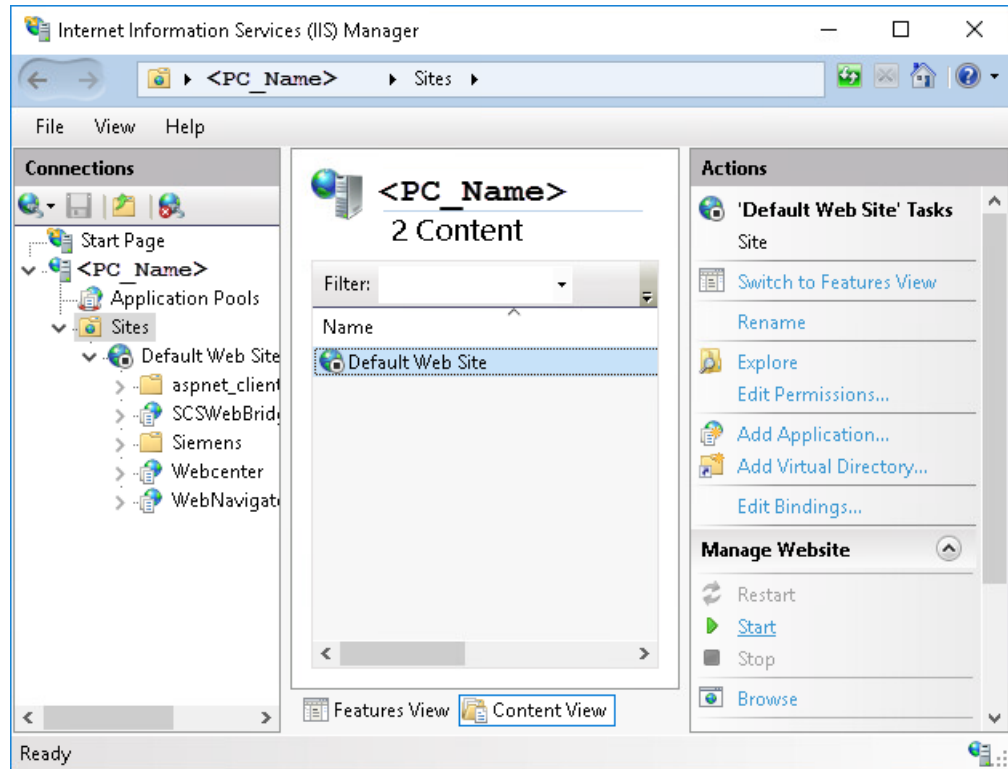 Internet Information Services (IIS) Manager
<PC_Name> Sites
File View Help
Connections
Start Page
<PC_Name>
Application Pools
Sites
Default Web Site
aspnet_client
SCSWebBridg
Siemens
Webcenter
WebNavigat
<PC_Name>
2 Content
Filter:
Name
Default Web Site
Features View Content View
Actions
'Default Web Site' Tasks
Site
Switch to Features View
Rename
Explore
Edit Permissions...
Add Application...
Add Virtual Directory...
Edit Bindings...
Manage Website
Restart
Start
Stop
Browse
Ready